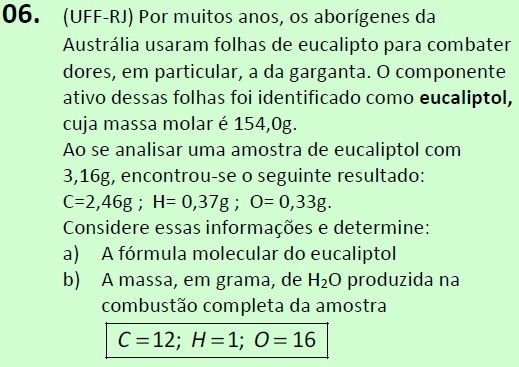 06. (UFF-RJ) Por muitos anos, os aborígenes da
Austrália usaram folhas de eucalipto para combater
dores, em particular, a da garganta. O componente
ativo dessas folhas foi identificado como eucaliptol,
cuja massa molar é 154,0g.
Ao se analisar uma amostra de eucaliptol com
3,16g, encontrou-se o seguinte resultado:
C=2,46g ; H= 0,37g ; O= 0,33g.
Considere essas informações e determine:
a) A fórmula molecular do eucaliptol
b) A massa, em grama, de H₂O produzida na
combustão completa da amostra
C = 12; H = 1; O = 16